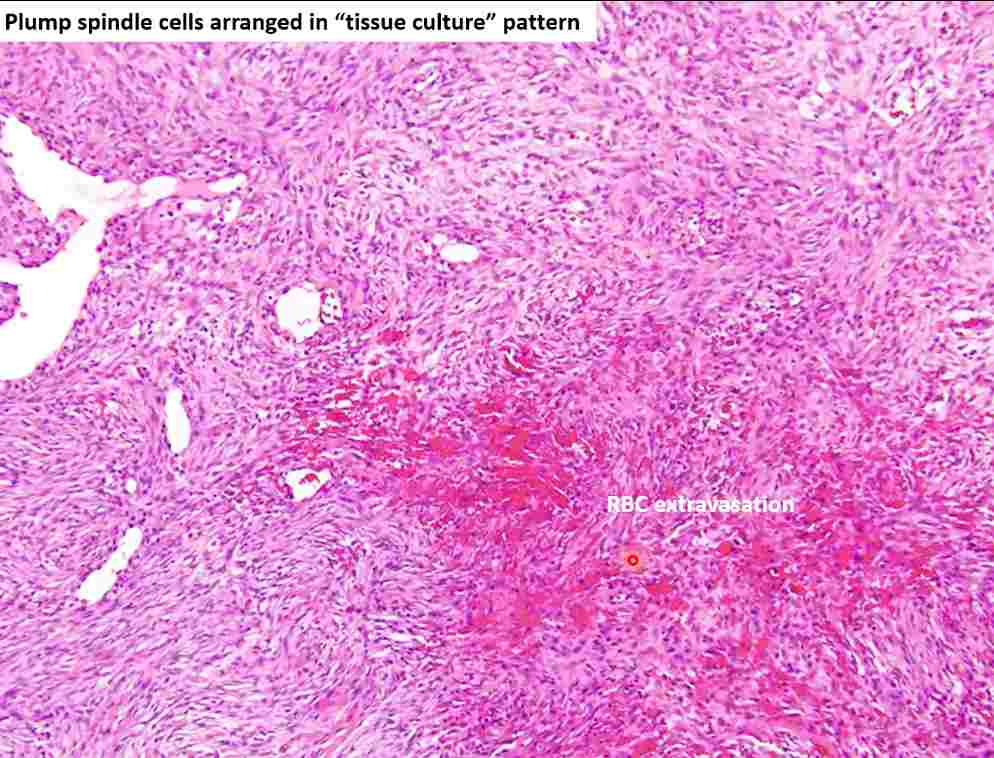 Plump spindle cells arranged in “tissue culture” pattern
RBC extravasation